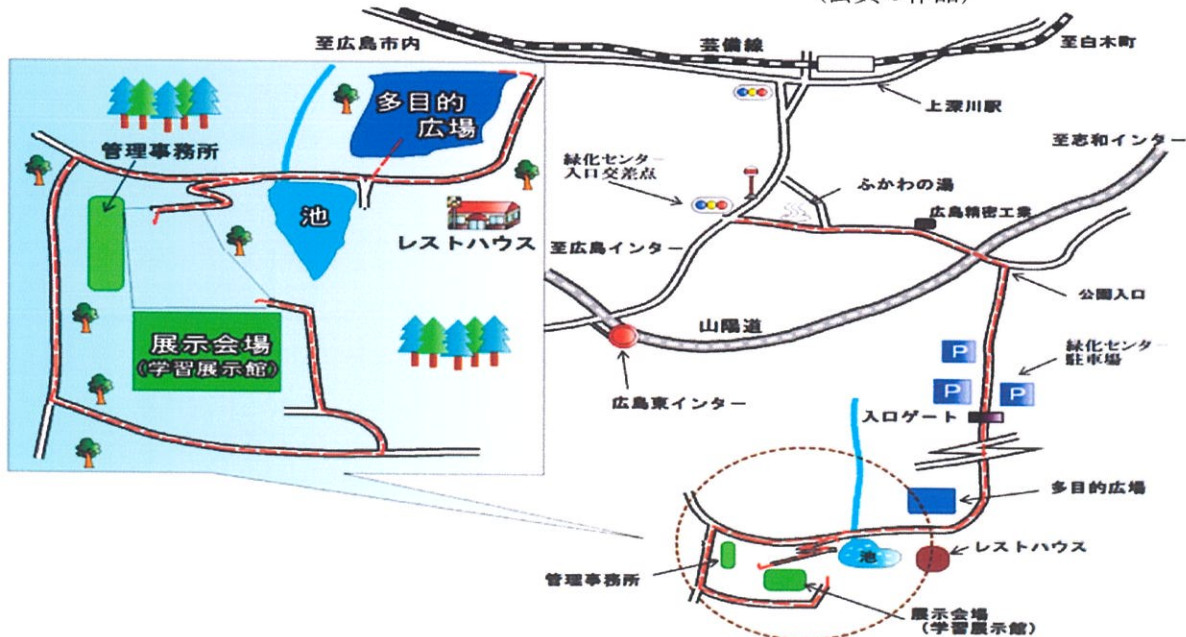 至広島市内
芸備線
至白木町
上深川駅
至志和インター
多目的
広場
管理事務所
緑化センター
入口交差点
ふかわの湯
広島精密工業
池
レストハウス
至広島インター
公園入口
展示会場
(学習展示館)
山陽道
緑化センター
駐車場
P
P
P
広島東インター
入口ゲート
多目的広場
池
レストハウス
管理事務所
展示会場
(学習展示館)